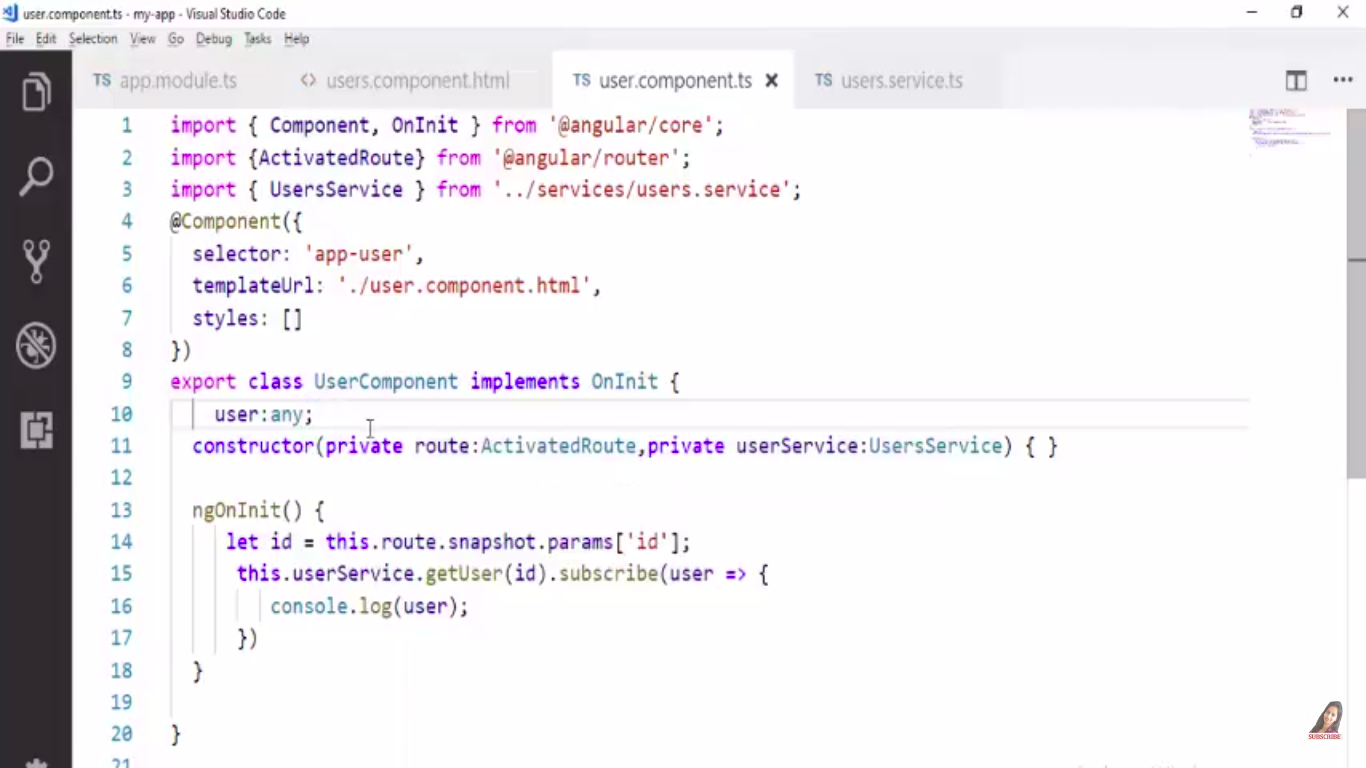 user.component.ts - my-app - Visual Studio Code
File Edit Selection View Go Debug Tasks Help
TS app.module.ts <> users.component.html TS user.component.ts TS users.service.ts
1 import { Component, OnInit } from '@angular/core';
2 import {ActivatedRoute} from '@angular/router';
3 import { UsersService } from '../services/users.service';
4 @Component({
5 selector: 'app-user',
6 templateUrl: './user.component.html',
7 styles: []
8 })
9 export class UserComponent implements OnInit {
10 user:any;
11 constructor(private route:ActivatedRoute,private userService:UsersService) { }
12
13 ngOnInit() {
14 let id = this.route.snapshot.params['id'];
15 this.userService.getUser(id).subscribe(user => {
16 console.log(user);
17 })
18 }
19
20 }
21
SUBSCRIBE